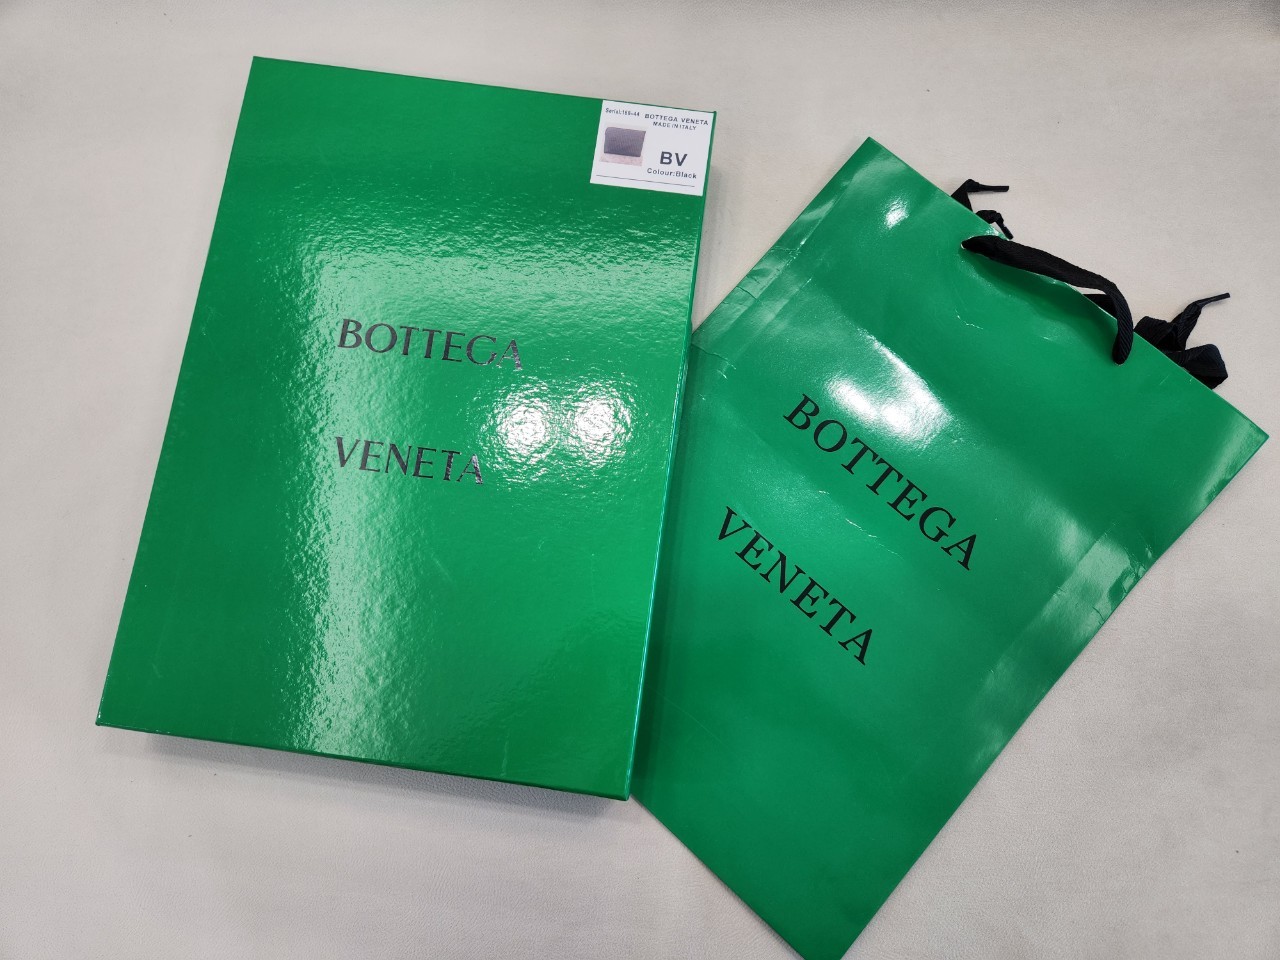 BOTTEGA VENETA
MADE IN ITALY
BV
Colour:Black
BOTTEGA
VENETA
BOTTEGA
VENETA